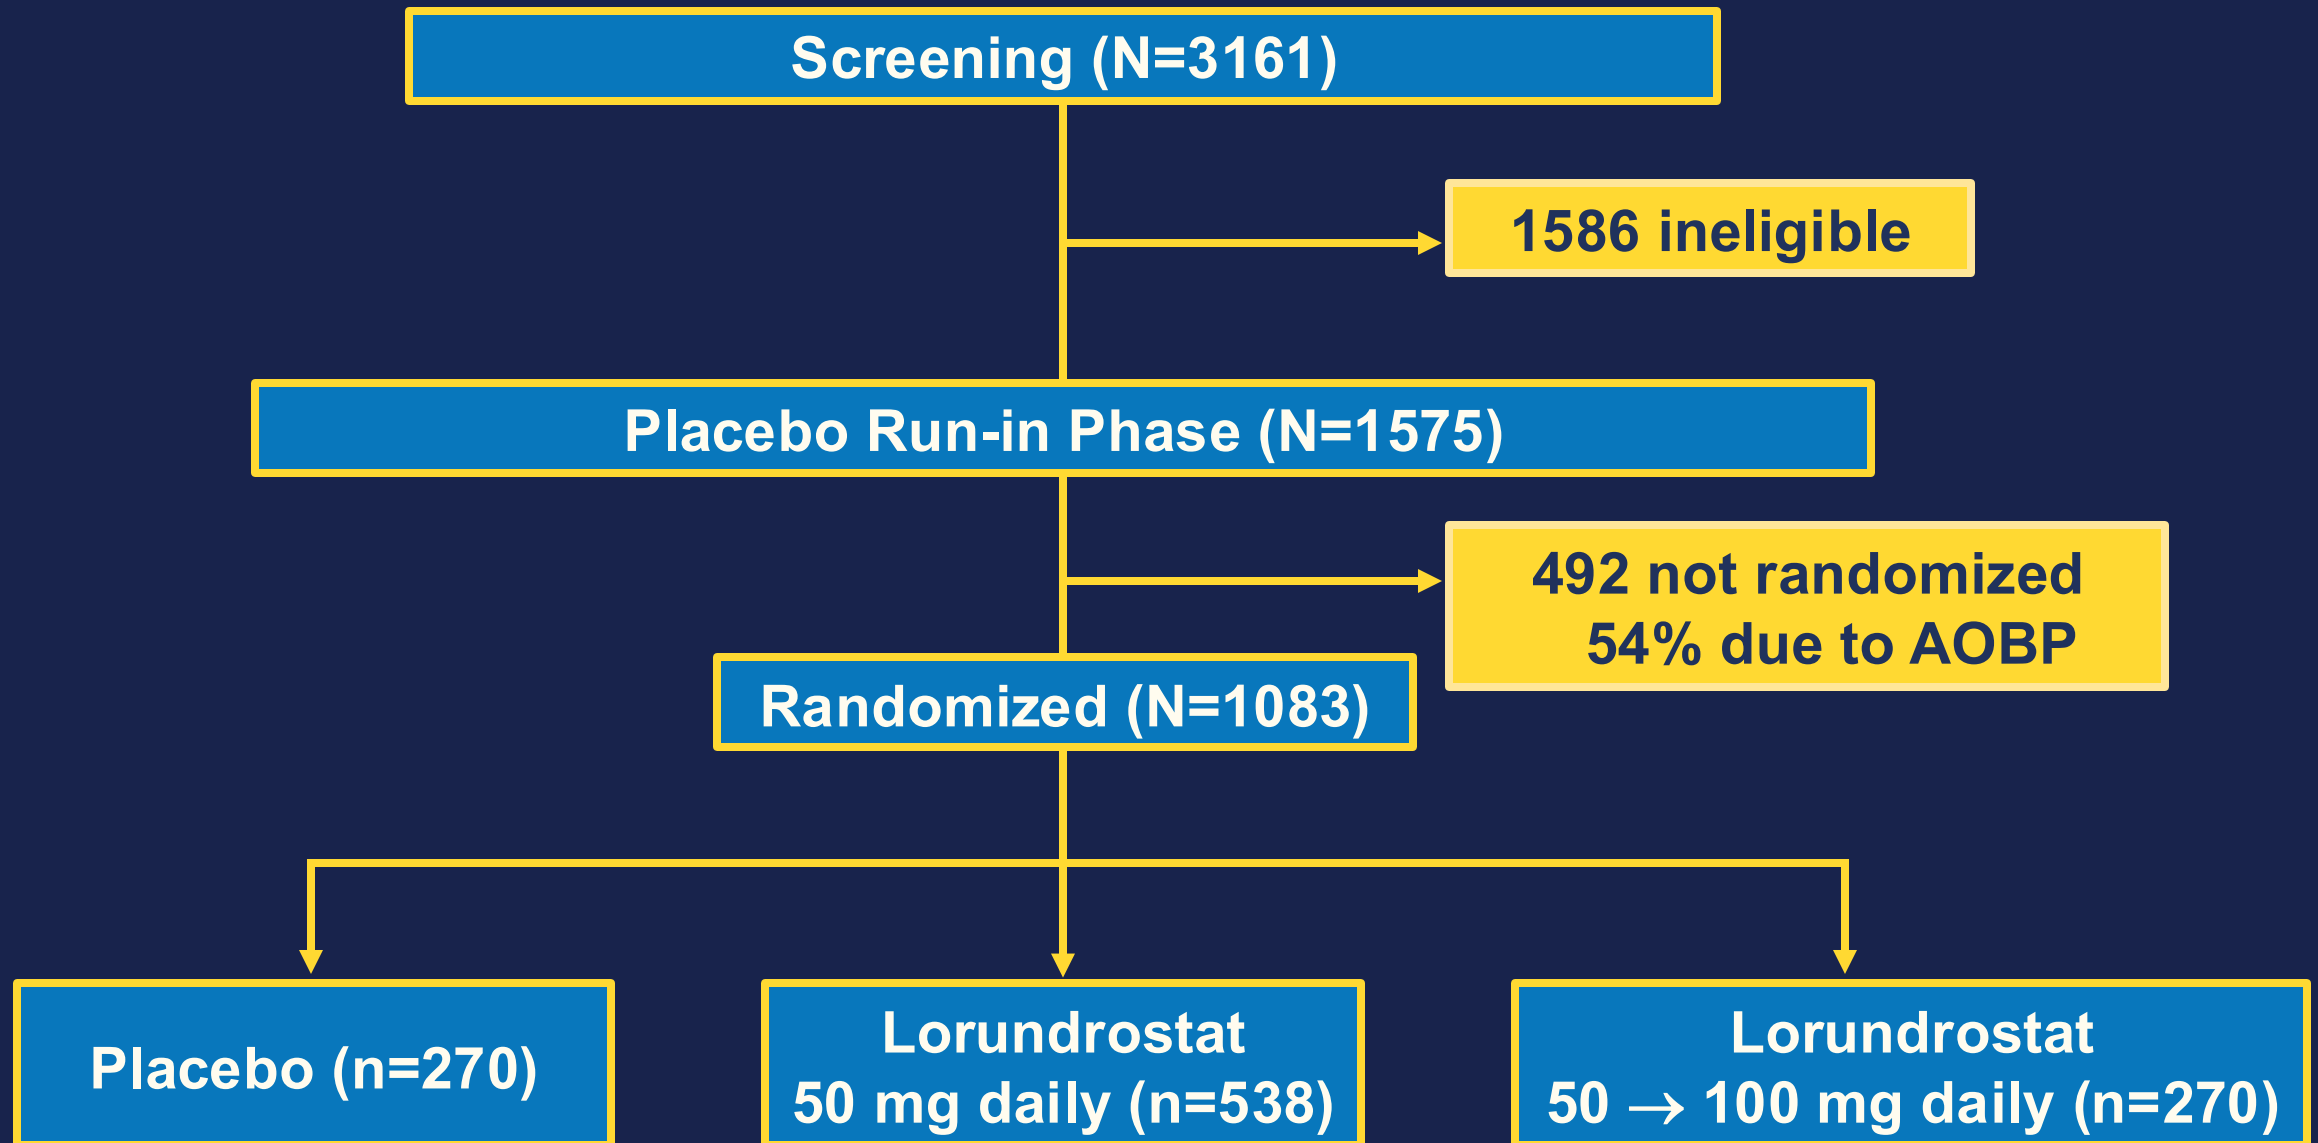 Screening (N=3161)
1586 ineligible
Placebo Run-in Phase (N=1575)
492 not randomized
54% due to AOBP
Randomized (N=1083)
Placebo (n=270)
Lorundrostat
50 mg daily (n=538)
Lorundrostat
50 → 100 mg daily (n=270)